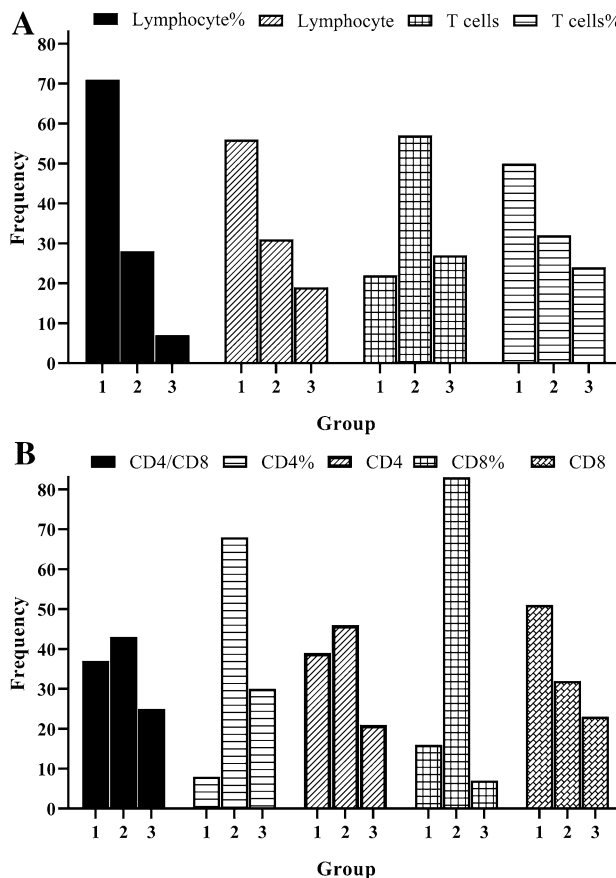 A
Lymphocyte% Lymphocyte T cells T cells%
Frequency
80
70
60
50
40
30
20
10
0
1 2 3 1 2 3 1 2 3 1 2 3
Group
B
CD4/CD8 CD4% CD4 CD8% CD8
Frequency
80
70
60
50
40
30
20
10
0
1 2 3 1 2 3 1 2 3 1 2 3 1 2 3
Group